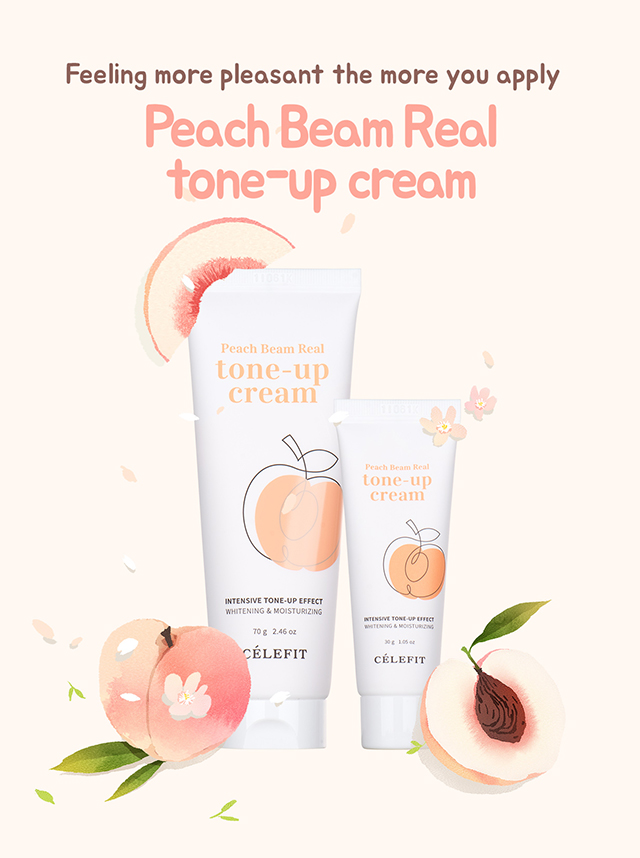 Feeling more pleasant the more you apply
Peach Beam Real
tone-up cream
Peach Beam Real
tone-up
cream
INTENSIVE TONE-UP EFFECT
WHITENING & MOISTURIZING
70 g 2.46 oz
CÉLEFIT
Peach Beam Real
tone-up
cream
INTENSIVE TONE-UP EFFECT
WHITENING & MOISTURIZING
30 g 1.05 oz
CÉLEFIT